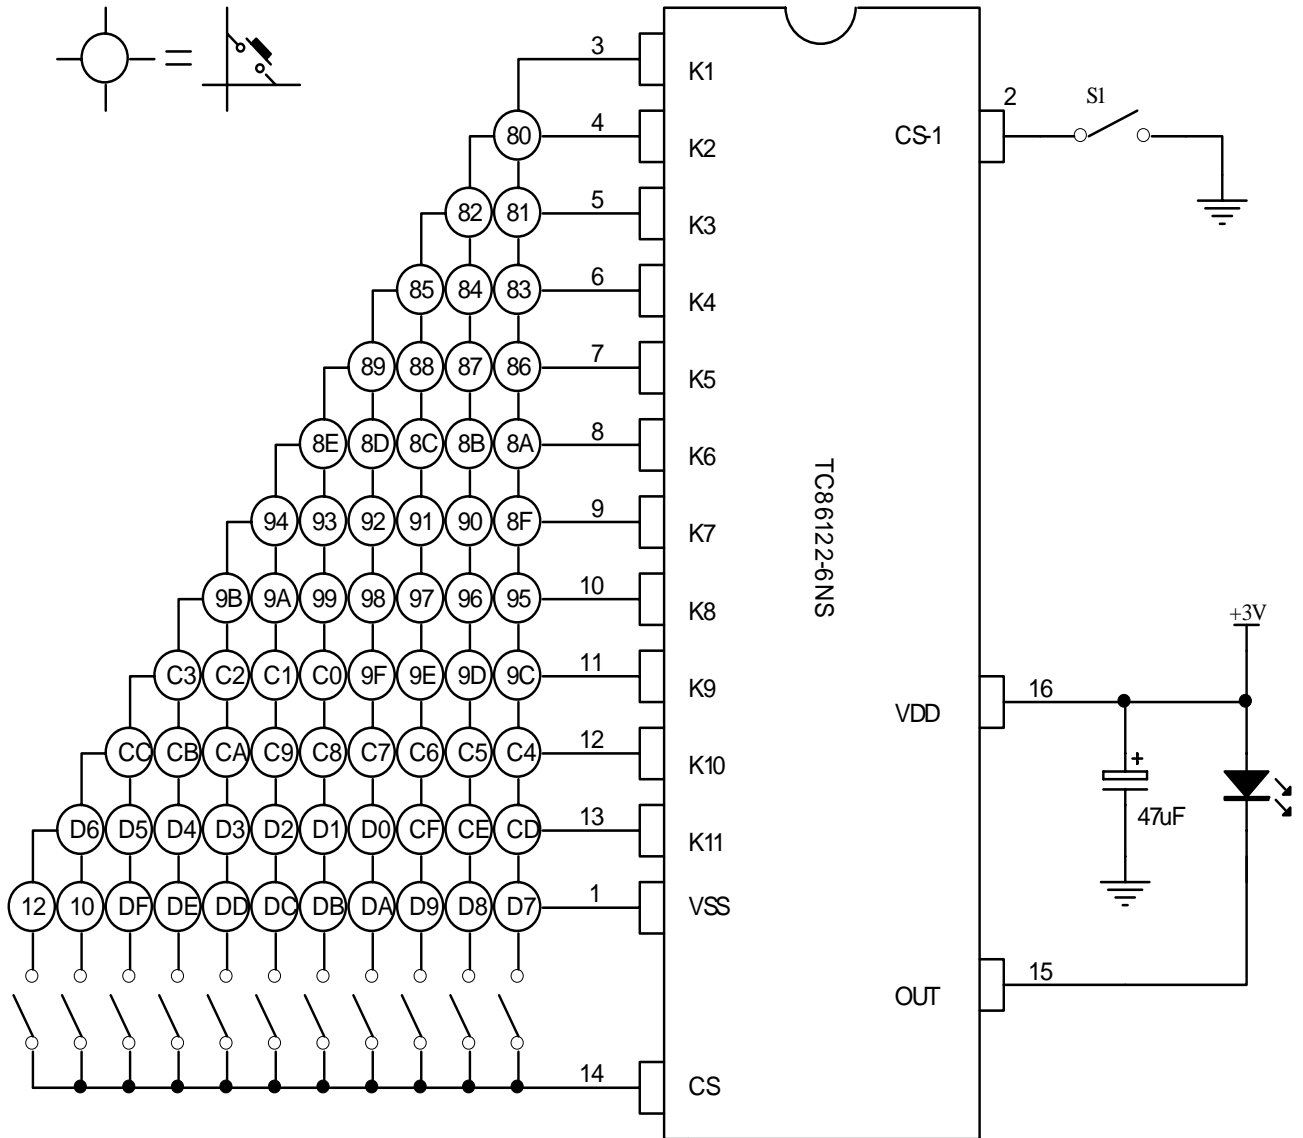 =
3 K1
2 S1
80 4 K2 CS-1
82 81 5 K3
85 84 83 6 K4
89 88 87 86 7 K5
8E 8D 8C 8B 8A 8 K6
TC86122-6NS
94 93 92 91 90 8F 9 K7
9B 9A 99 98 97 96 95 10 K8
+3V
C3 C2 C1 C0 9F 9E 9D 9C 11 K9
16 VDD
CC CB CA C9 C8 C7 C6 C5 C4 12 K10
+
47uF
D6 D5 D4 D3 D2 D1 D0 CF CE CD 13 K11
12 10 DF DE DD DC DB DA D9 D8 D7 1 VSS
15 OUT
14 CS